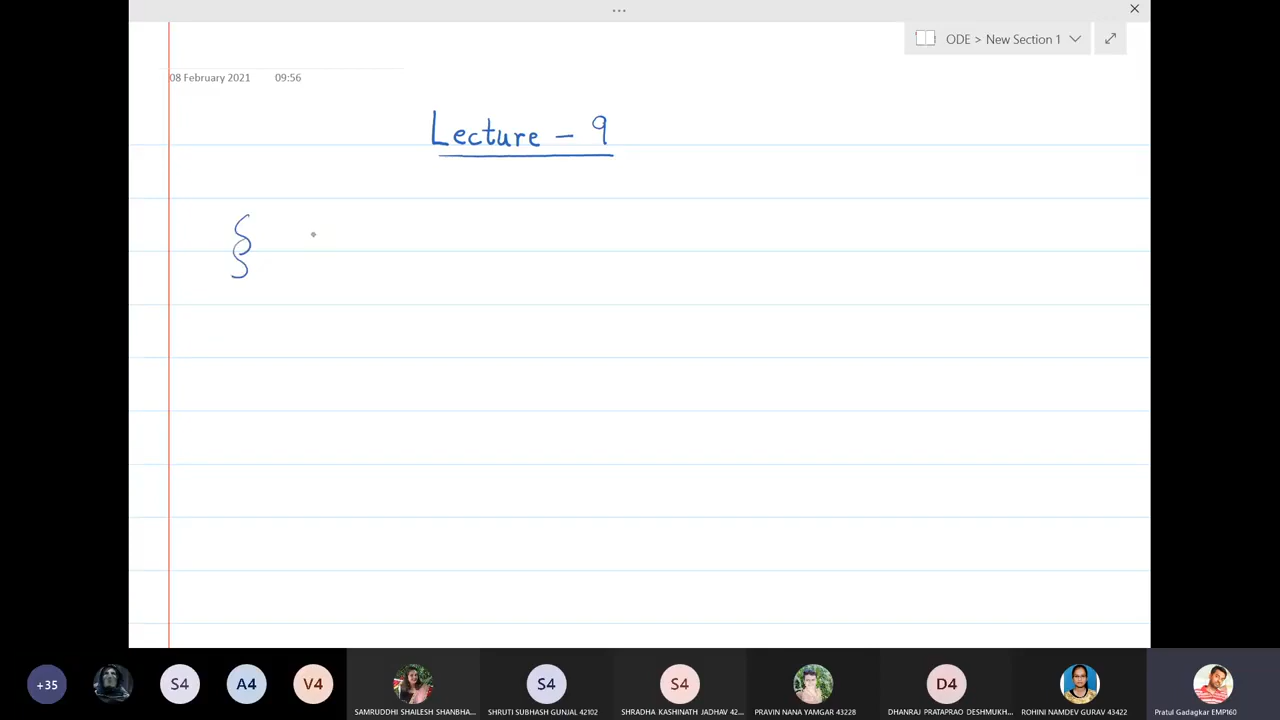 ODE > New Section 1
08 February 2021 09:56
Lecture - 9
§
+35
S4
A4
V4
S4
S4
D4
SAMRUDDHI SHAILESH SHANBHA...
SHRUTI SUBHASH GUNJAL 42102
SHRADHA KASHINATH JADHAV 42...
PRAVIN NANA YAMGAR 43228
DHANRAJ PRATAPRAO DESHMUKH...
ROHINI NAMDEV GURAV 43422
Pratul Gadagkar EMP160